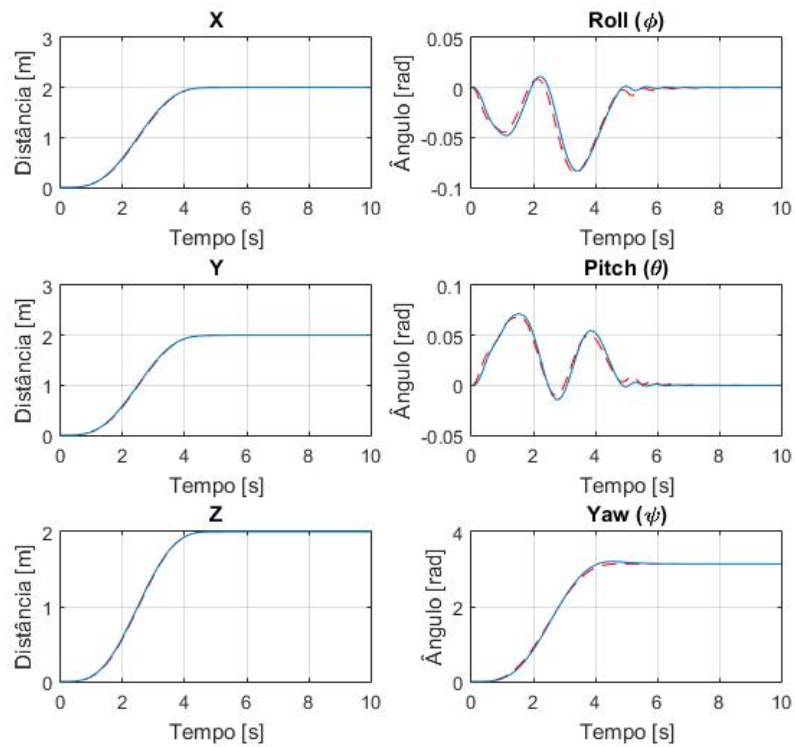 X
3
2
1
0
Distância [m]
0 2 4 6 8 10
Tempo [s]
Roll (ϕ)
0.05
0
-0.05
-0.1
Ângulo [rad]
0 2 4 6 8 10
Tempo [s]
Y
3
2
1
0
Distância [m]
0 2 4 6 8 10
Tempo [s]
Pitch (θ)
0.1
0.05
0
-0.05
Ângulo [rad]
0 2 4 6 8 10
Tempo [s]
Z
2
1
0
Distância [m]
0 2 4 6 8 10
Tempo [s]
Yaw (ψ)
4
2
0
Ângulo [rad]
0 2 4 6 8 10
Tempo [s]